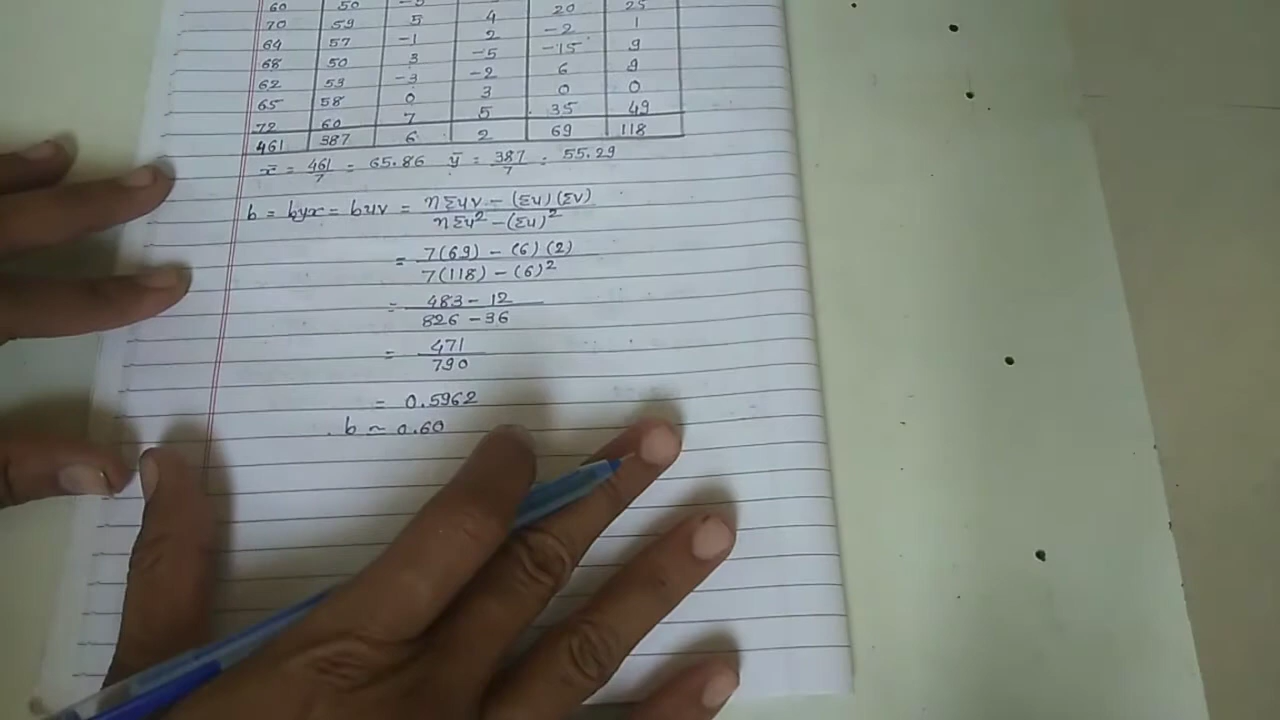 60 50 -5 20 25
70 59 5 4 -2 1
64 57 -1 2 -15 9
68 50 3 -5 6 9
62 53 -3 -2 0 0
65 58 0 3 35 49
72 60 7 5
461 387 6 2 69 118
x̄ = 461/7 = 65.86 ȳ = 387/7 = 55.29
b = byx = buv = nΣuv - (Σu)(Σv) / nΣu² - (Σu)²
= 7(69) - (6)(2) / 7(118) - (6)²
= 483 - 12 / 826 - 36
= 471 / 790
= 0.5962
b ≈ 0.60